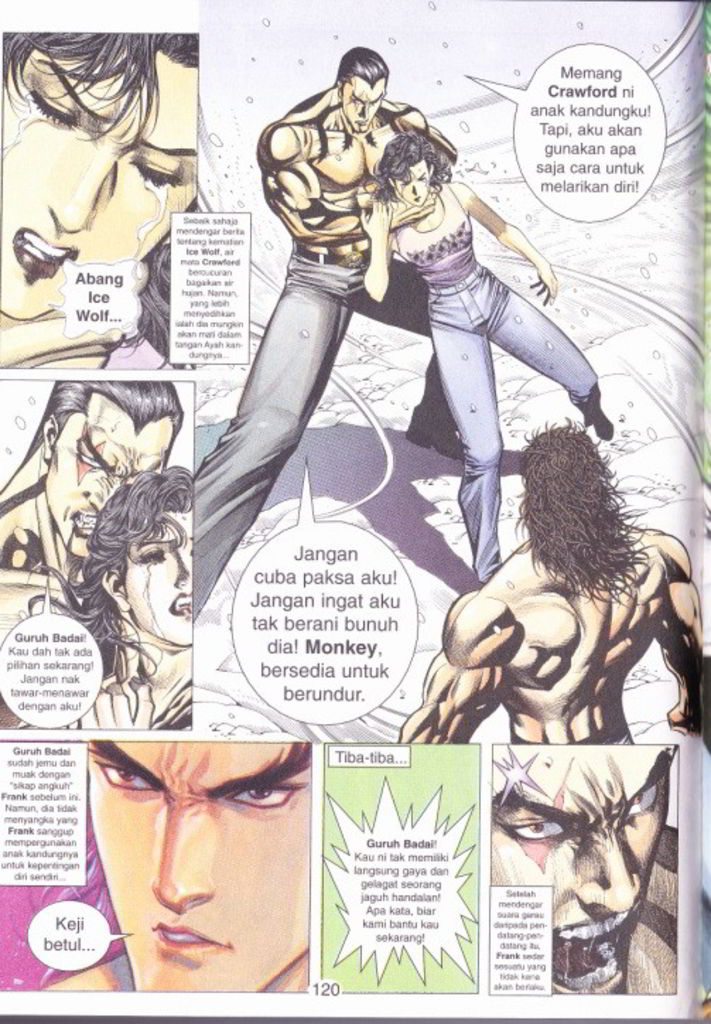 Memang
Crawford ni
anak kandungku!
Tapi, aku akan
gunakan apa
saja cara untuk
melarikan diri!
Abang
Ice
Wolf...
Sebaik sahaja
mendengar berita
tentang kematian
Ice Wolf, air
mata Crawford
bercucuran
bagaikan air
hujan. Namun,
yang lebih
menyedihkan
ialah dia mungkin
akan mati dalam
tangan Ayah kan-
dungnya...
Guruh Badai!
Kau dah tak ada
pilihan sekarang!
Jangan nak
tawar-menawar
dengan aku!
Jangan
cuba paksa aku!
Jangan ingat aku
tak berani bunuh
dia! Monkey,
bersedia untuk
berundur.
Guruh Badai
sudah jemu dan
muak dengan
"sikap angkuh"
Frank sebelum ini.
Namun, dia tidak
menyangka yang
Frank sanggup
mempergunakan
anak kandungnya
untuk kepentingan
diri sendiri...
Keji
betul...
Tiba-tiba...
Guruh Badai!
Kau ni tak memiliki
langsung gaya dan
gelagat seorang
jaguh handalan!
Apa kata, biar
kami bantu kau
sekarang!
Setelah
mendengar
suara garau
daripada pen-
datang-pen-
datang itu,
Frank sedar
sesuatu yang
tidak kena
akan berlaku.
120